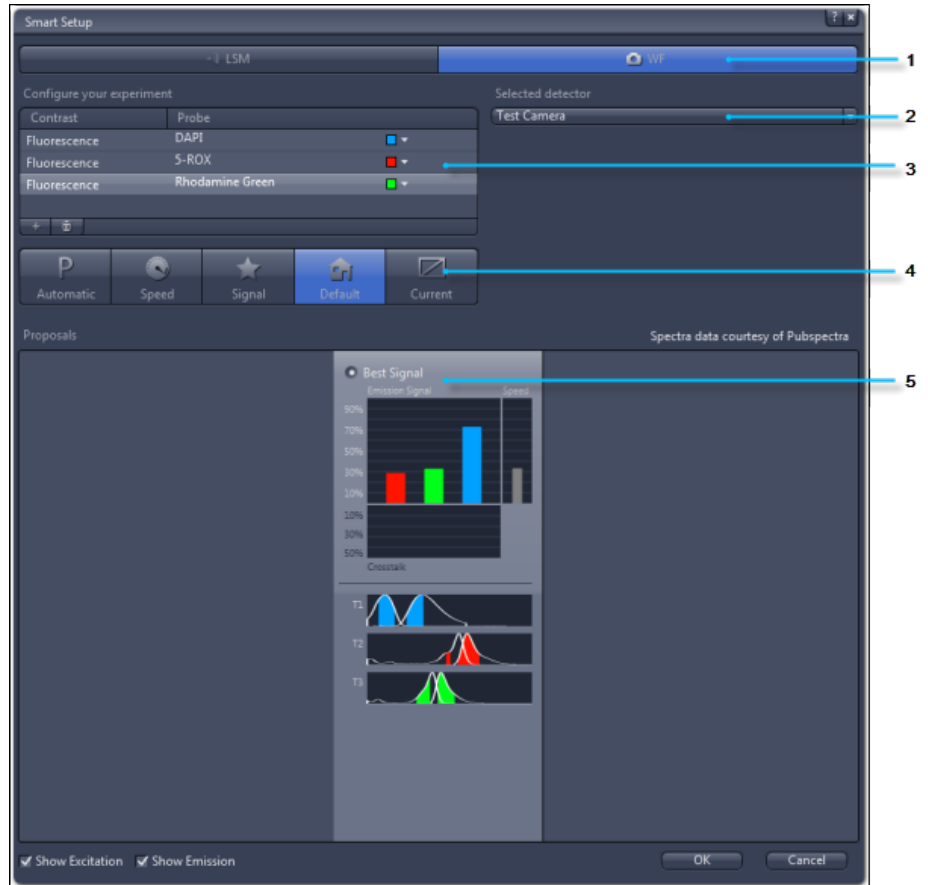 Smart Setup
? ×
LSM
WF
1
Configure your experiment
Selected detector
Contrast Probe
Test Camera
2
Fluorescence DAPI
Fluorescence 5-ROX
3
Fluorescence Rhodamine Green
+
P
Automatic Speed Signal Default Current
4
Proposals
Spectra data courtesy of Pubspectra
Best Signal
5
Emission Signal Speed
90%
70%
50%
30%
10%
10%
30%
50%
Crosstalk
T1
T2
T3
Show Excitation Show Emission
OK Cancel